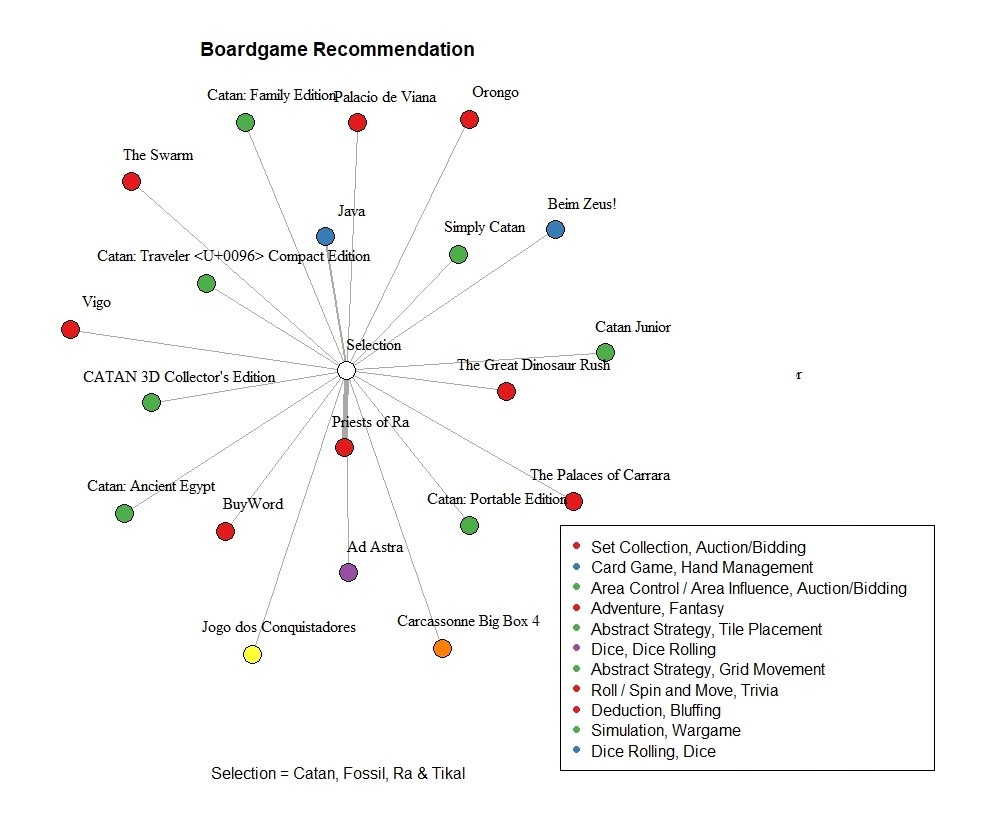 Boardgame Recommendation
Catan: Family Edition
Palacio de Viana
Orongo
The Swarm
Java
Beim Zeus!
Simply Catan
Catan: Traveler <U+0096> Compact Edition
Vigo
Catan Junior
Selection
The Great Dinosaur Rush
CATAN 3D Collector's Edition
r
Priests of Ra
The Palaces of Carrara
Catan: Ancient Egypt
BuyWord
Catan: Portable Edition
Ad Astra
Jogo dos Conquistadores
Carcassonne Big Box 4
Set Collection, Auction/Bidding
Card Game, Hand Management
Area Control / Area Influence, Auction/Bidding
Adventure, Fantasy
Abstract Strategy, Tile Placement
Dice, Dice Rolling
Abstract Strategy, Grid Movement
Roll / Spin and Move, Trivia
Deduction, Bluffing
Simulation, Wargame
Dice Rolling, Dice
Selection = Catan, Fossil, Ra & Tikal